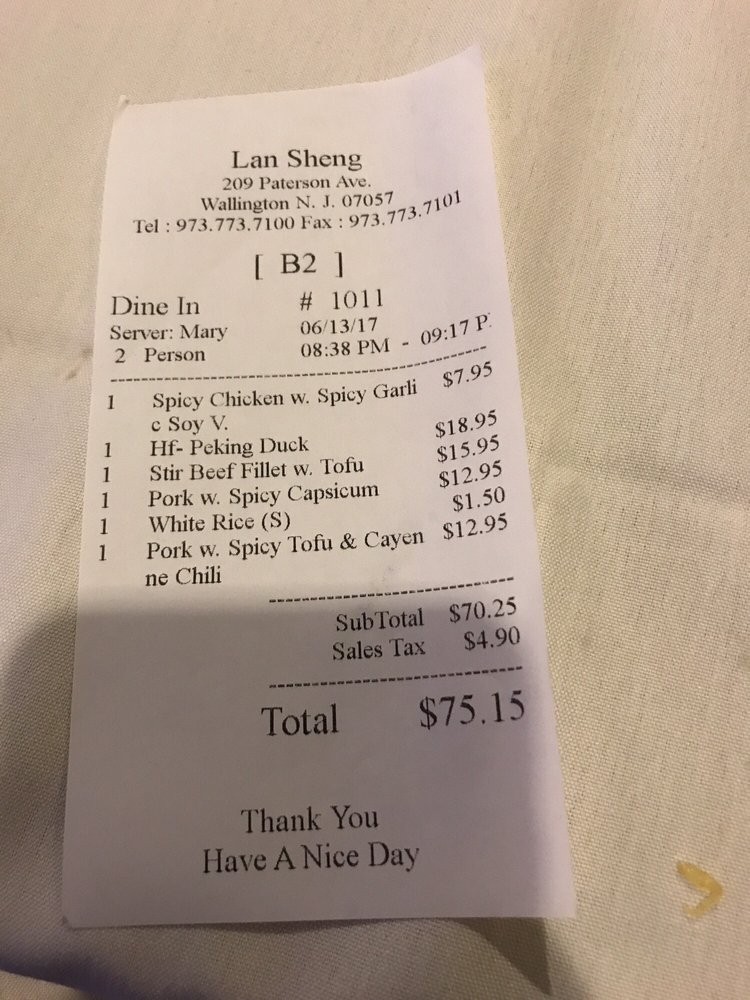 Lan Sheng
209 Paterson Ave.
Wallington N. J. 07057
Tel : 973.773.7100 Fax : 973.773.7101
[ B2 ]
Dine In # 1011
Server: Mary 06/13/17
2 Person 08:38 PM - 09:17 P
1 Spicy Chicken w. Spicy Garli $7.95
c Soy V.
1 Hf- Peking Duck $18.95
1 Stir Beef Fillet w. Tofu $15.95
1 Pork w. Spicy Capsicum $12.95
1 White Rice (S) $1.50
1 Pork w. Spicy Tofu & Cayen $12.95
ne Chili
SubTotal $70.25
Sales Tax $4.90
Total $75.15
Thank You
Have A Nice Day